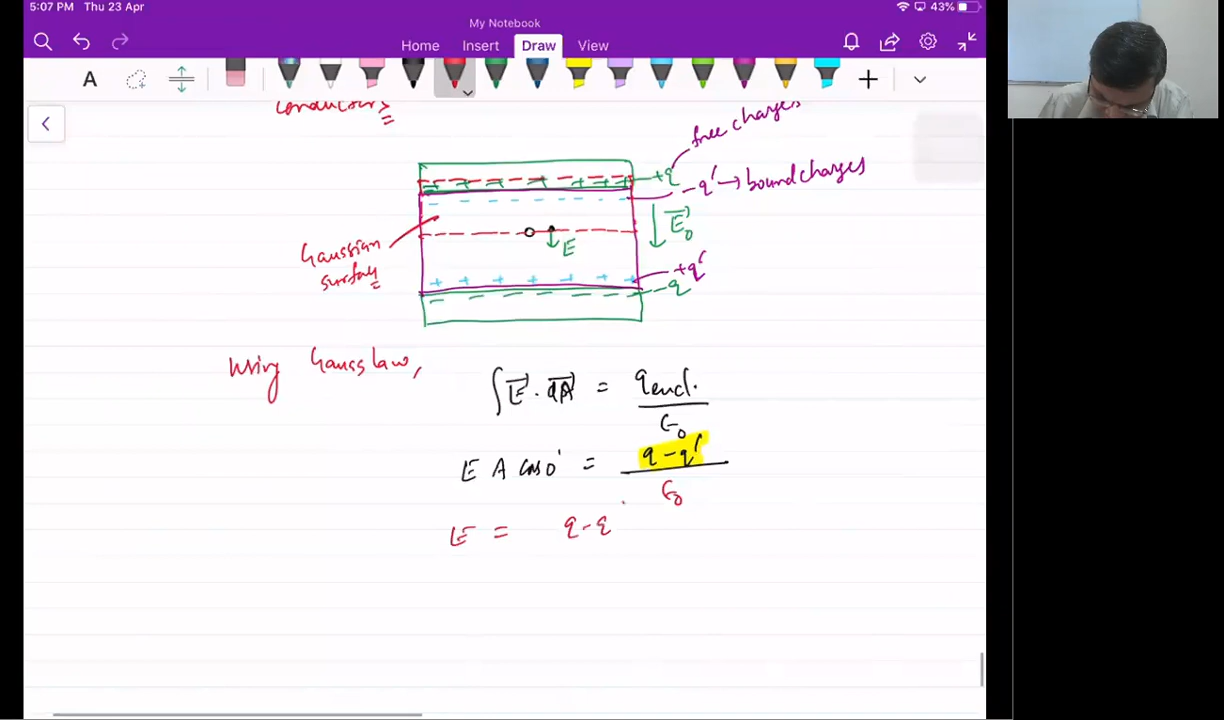 5:07 PM Thu 23 Apr
43%
My Notebook
Home Insert Draw View
A
conductors
free charges
+q
-q' → bound charges
E₀
E
Gaussian surface
+q'
-q
Using Gauss law,
∫E⃗ . dA⃗ = qencl. / ε₀
E A cos0° = q - q' / ε₀
E = q - q